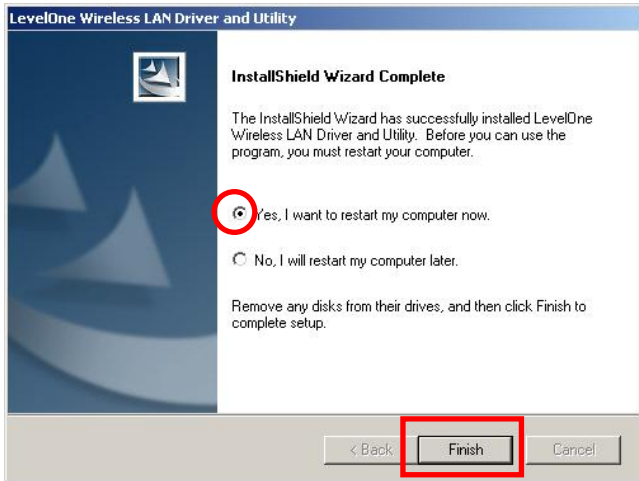 LevelOne Wireless LAN Driver and Utility
InstallShield Wizard Complete
The InstallShield Wizard has successfully installed LevelOne
Wireless LAN Driver and Utility.  Before you can use the
program, you must restart your computer.
Yes, I want to restart my computer now.
No, I will restart my computer later.
Remove any disks from their drives, and then click Finish to
complete setup.
< Back Finish Cancel